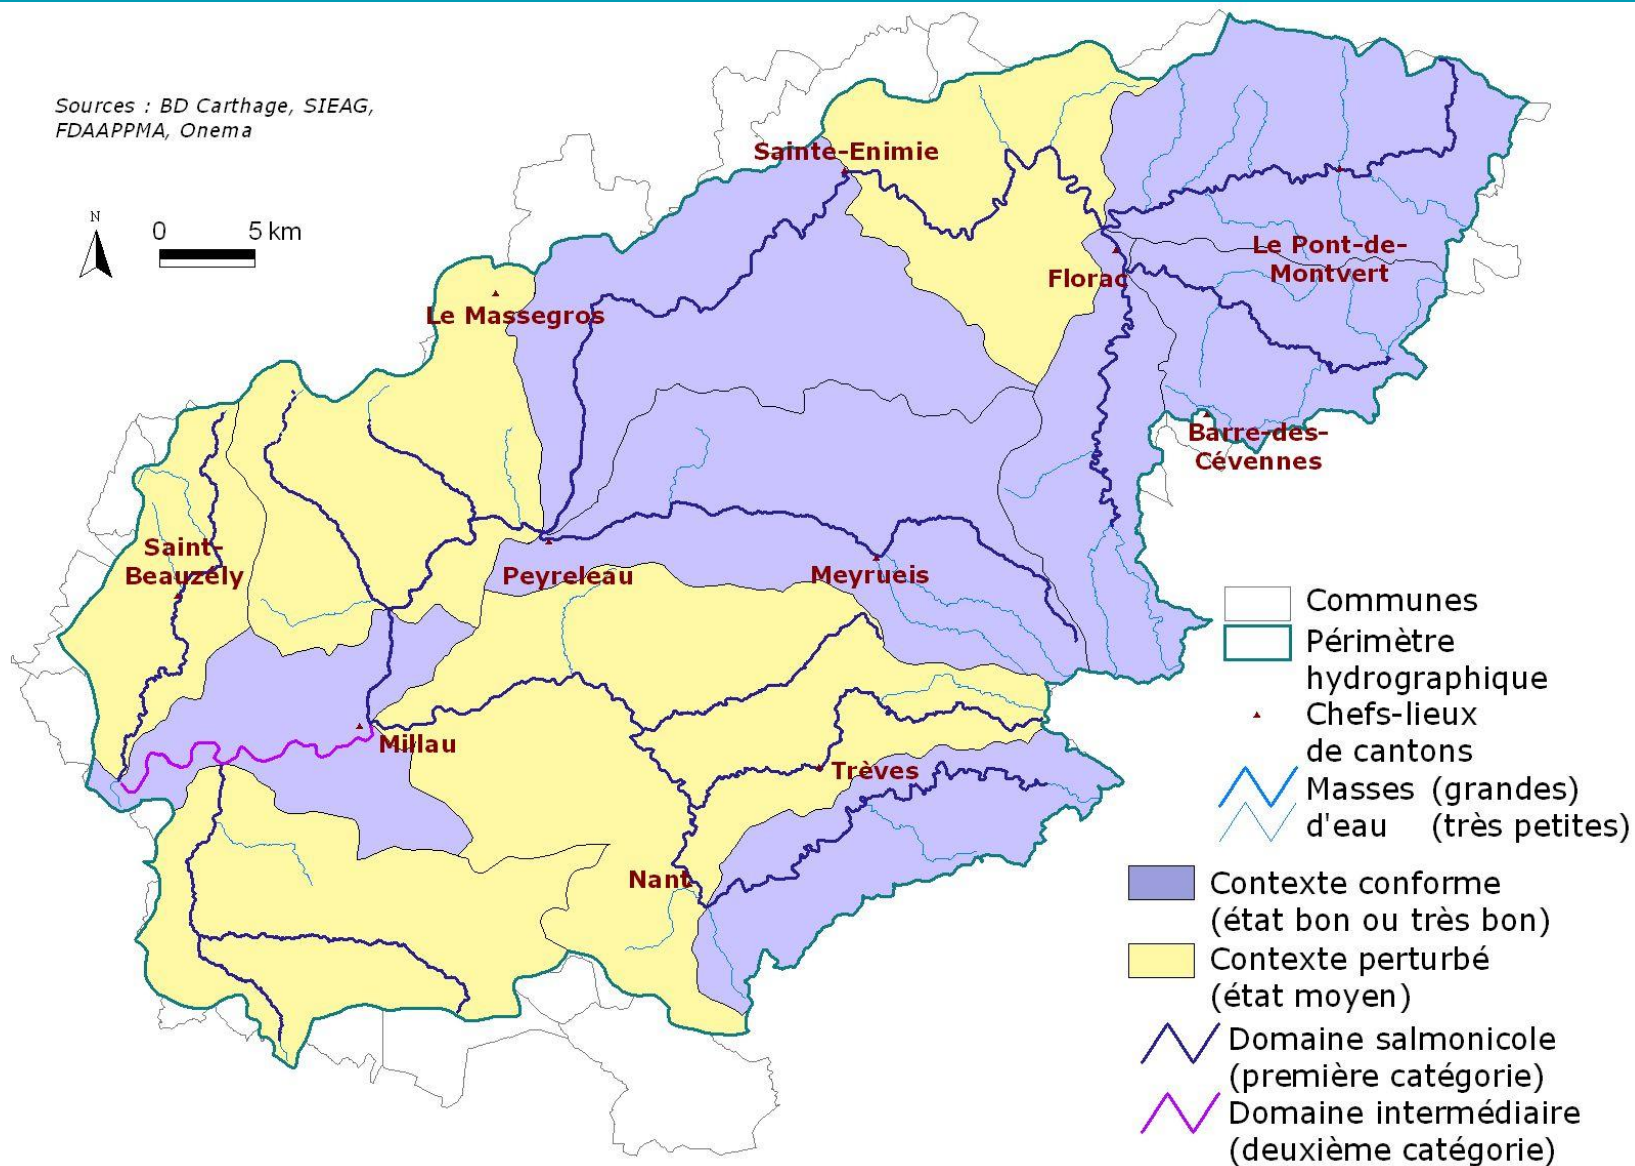 Sources : BD Carthage, SIEAG,
FDAAPPMA, Onema
N
0 5 km
Sainte-Enimie
Le Pont-de-
Montvert
Florac
Le Massegros
Barre-des-
Cévennes
Saint-
Beauzély
Peyreleau
Meyrueis
Millau
Trèves
Nant
Communes
Périmètre
hydrographique
Chefs-lieux
de cantons
Masses (grandes)
d'eau (très petites)
Contexte conforme
(état bon ou très bon)
Contexte perturbé
(état moyen)
Domaine salmonicole
(première catégorie)
Domaine intermédiaire
(deuxième catégorie)